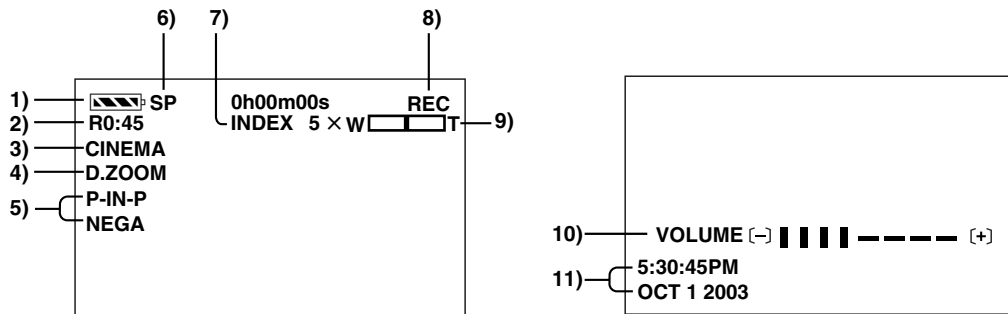 6) 7) 8)
1) SP 0h00m00s REC
2) R0:45 INDEX 5 × W T 9)
3) CINEMA
4) D.ZOOM
5) P-IN-P
NEGA
10) VOLUME [–] [+]
11) 5:30:45PM
OCT 1 2003